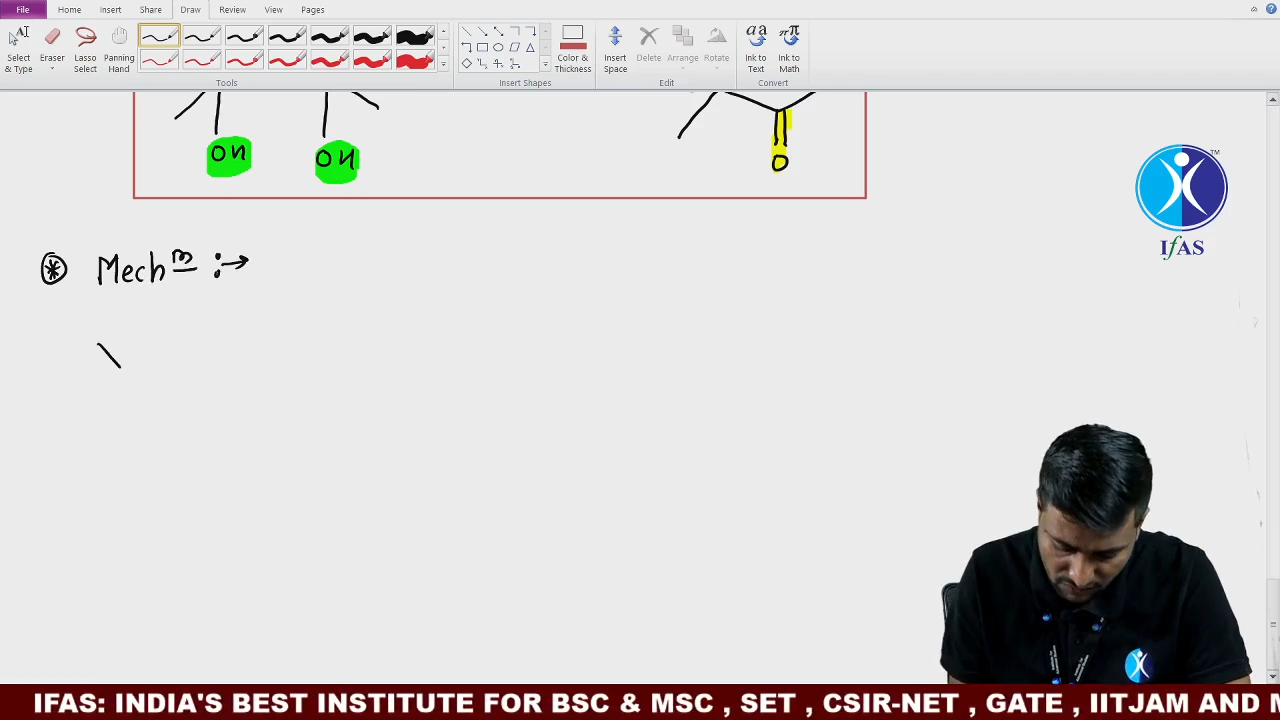 File Home Insert Share Draw Review View Pages
Select & Type Eraser Lasso Select Panning Hand Color & Thickness Insert Space Delete Arrange Rotate Ink to Text Ink to Math
Tools Insert Shapes Edit Convert
OH OH O
TM
IFAS
Mech m :→
IFAS: INDIA'S BEST INSTITUTE FOR BSC & MSC , SET , CSIR-NET , GATE , IITJAM AND